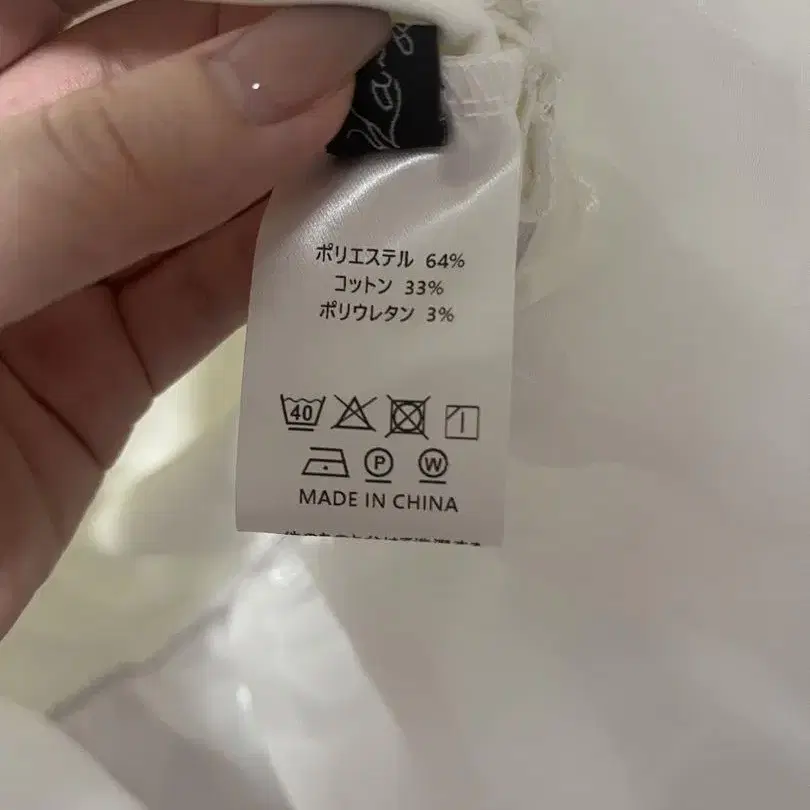 ポリエステル 64%
コットン 33%
ポリウレタン 3%
40
P
W
MADE IN CHINA